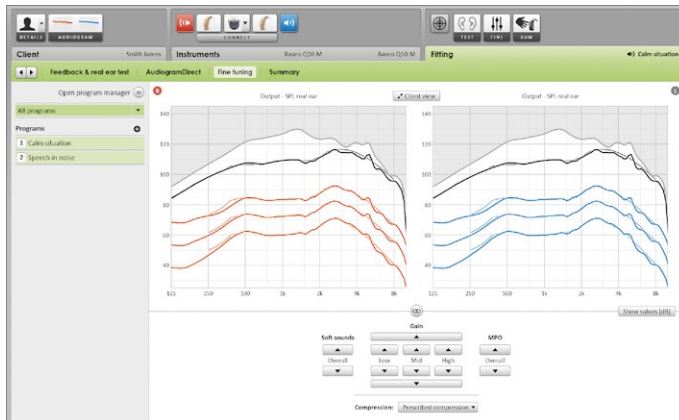 DETAILS
AUDIOGRAM
CONNECT
TEST
FINE
SUM
Client
Smith James
Instruments
Baseo Q10-M
Baseo Q10-M
Fitting
Calm situation
Feedback & real ear test
AudiogramDirect
Fine tuning
Summary
Open program manager
All programs
Programs
1 Calm situation
2 Speech in noise
R
Output - SPL real ear
Client view
Output - SPL real ear
L
140
120
100
80
60
40
125 250 500 1k 2k 4k 8k
140
120
100
80
60
40
125 250 500 1k 2k 4k 8k
Show values [dB]
Gain
Soft sounds
MPO
Overall
Low
Mid
High
Overall
Compression:
Prescribed compression